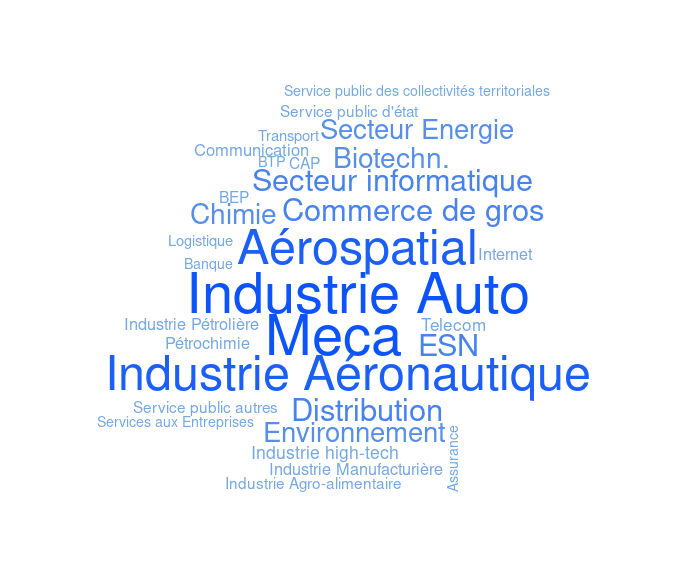 Service public des collectivités territoriales
Service public d'état
Transport Secteur Energie
Communication
BTP CAP Biotechn.
Secteur informatique
BEP
Chimie Commerce de gros
Logistique Aérospatial Internet
Banque
Industrie Auto
Industrie Pétrolière Meca Telecom
Pétrochimie ESN
Industrie Aéronautique
Service public autres Distribution
Services aux Entreprises
Environnement
Industrie high-tech
Assurance
Industrie Manufacturière
Industrie Agro-alimentaire